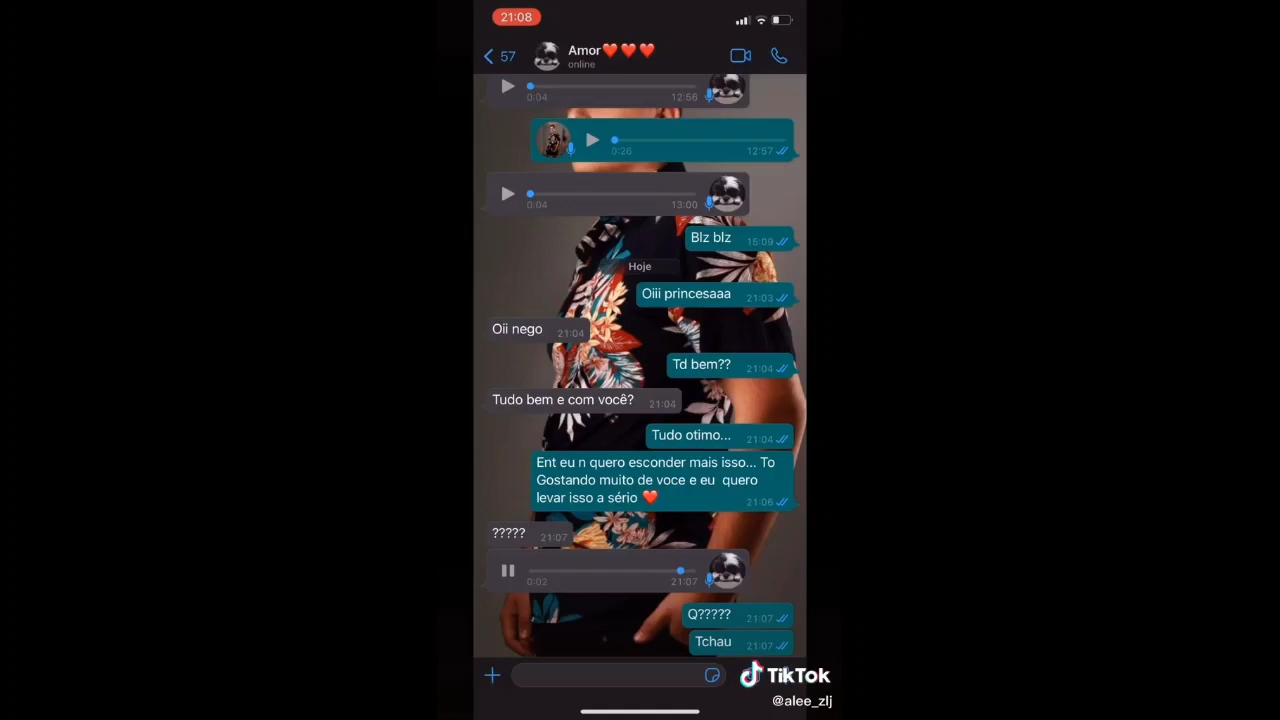 21:08
57
Amor❤️❤️❤️
online
0:04 12:56
0:26 12:57
0:04 13:00
Blz blz 15:09
Hoje
Oiii princesaaa 21:03
Oii nego 21:04
Td bem?? 21:04
Tudo bem e com você? 21:04
Tudo otimo... 21:04
Ent eu n quero esconder mais isso... To
Gostando muito de voce e eu quero
levar isso a sério ❤️ 21:06
????? 21:07
0:02 21:07
Q????? 21:07
Tchau 21:07
TikTok
@alee_zlj